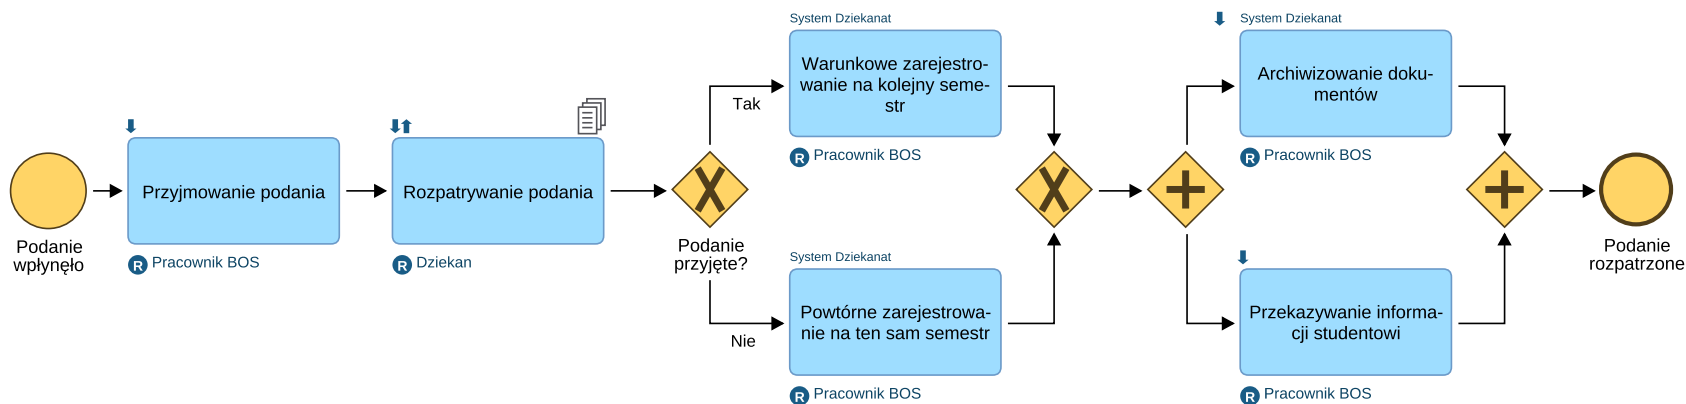 Podanie
wpłynęło
Przyjmowanie podania
R Pracownik BOS
Rozpatrywanie podania
R Dziekan
Podanie
przyjęte?
Tak
Nie
System Dziekanat
Warunkowe zarejestro-
wanie na kolejny seme-
str
R Pracownik BOS
System Dziekanat
Powtórne zarejestrowa-
nie na ten sam semestr
R Pracownik BOS
System Dziekanat
Archiwizowanie doku-
mentów
R Pracownik BOS
Przekazywanie informa-
cji studentowi
R Pracownik BOS
Podanie
rozpatrzone